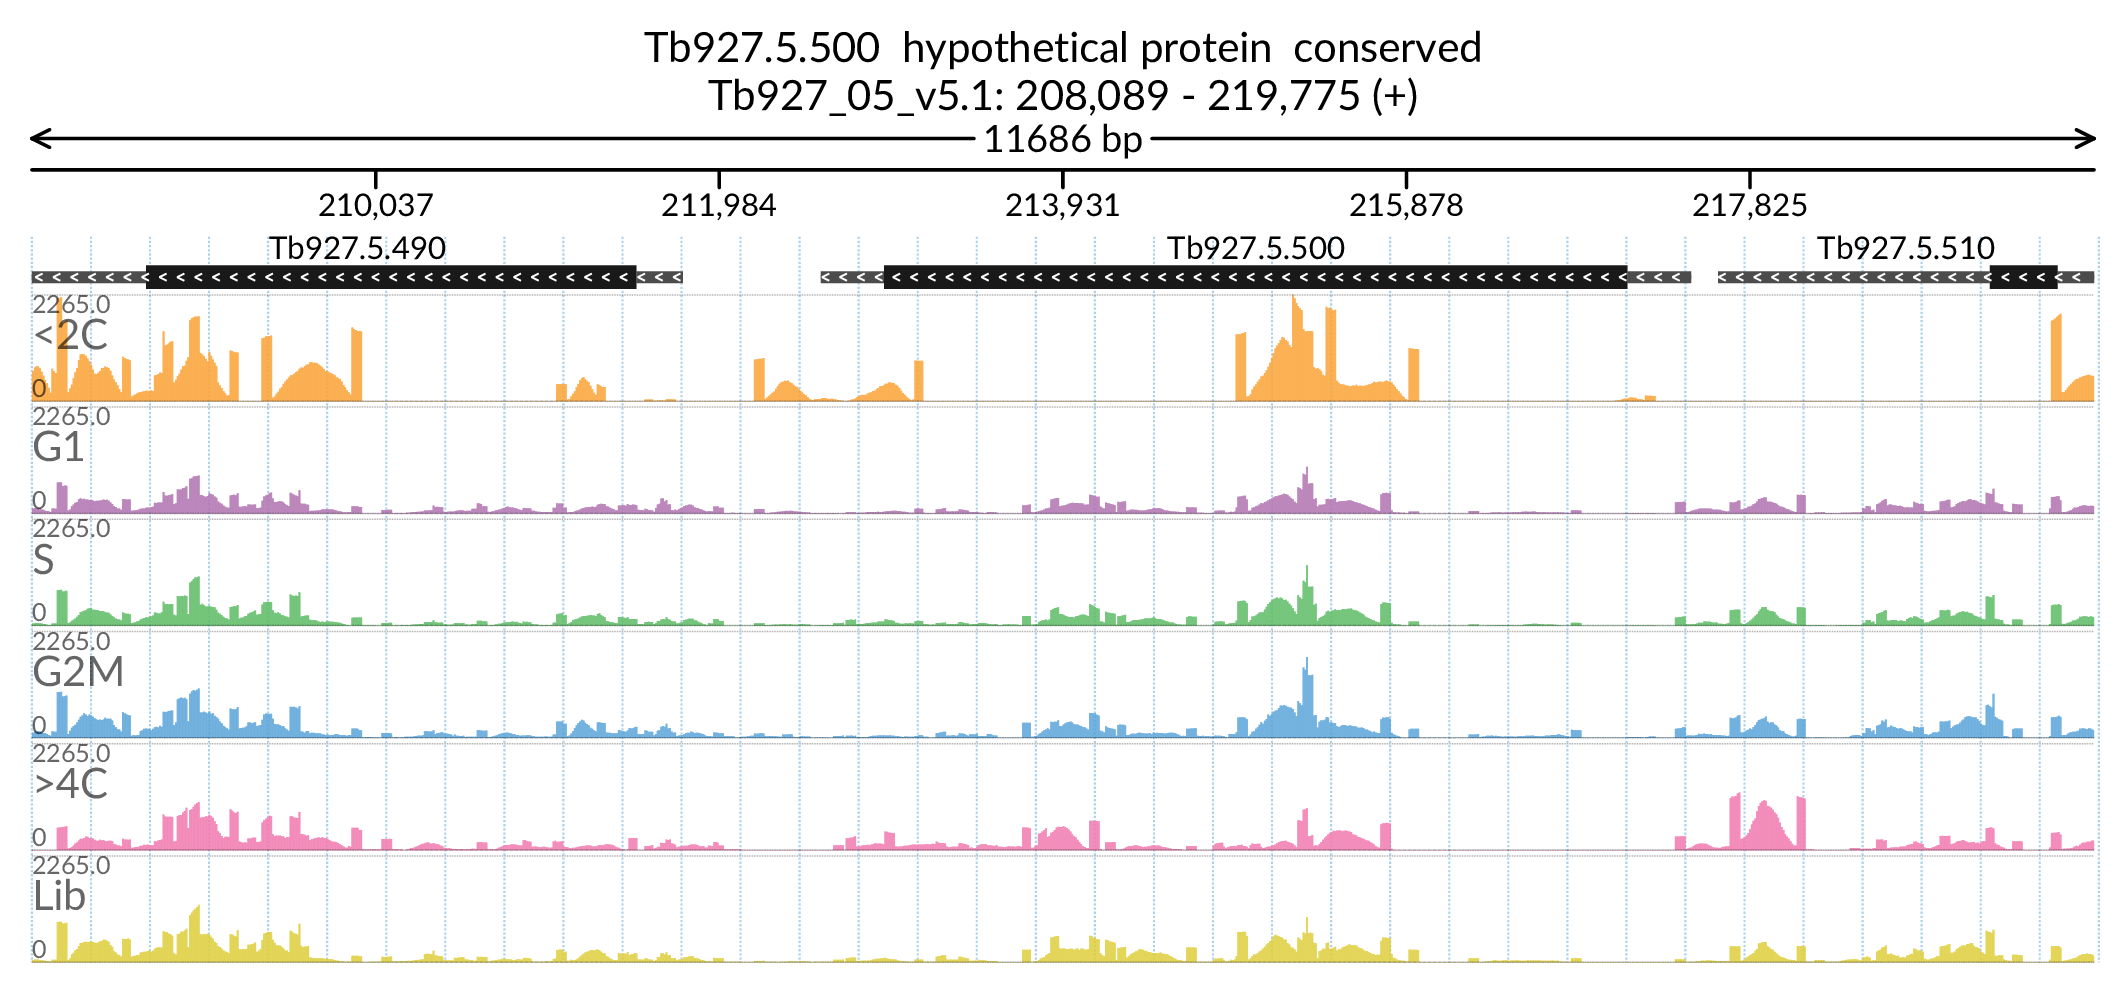 Tb927.5.500 hypothetical protein conserved
Tb927_05_v5.1: 208,089 - 219,775 (+)
11686 bp
210,037 211,984 213,931 215,878 217,825
Tb927.5.490 Tb927.5.500 Tb927.5.510
2265.0
<2C
0
2265.0
G1
0
2265.0
S
0
2265.0
G2M
0
2265.0
>4C
0
2265.0
Lib
0